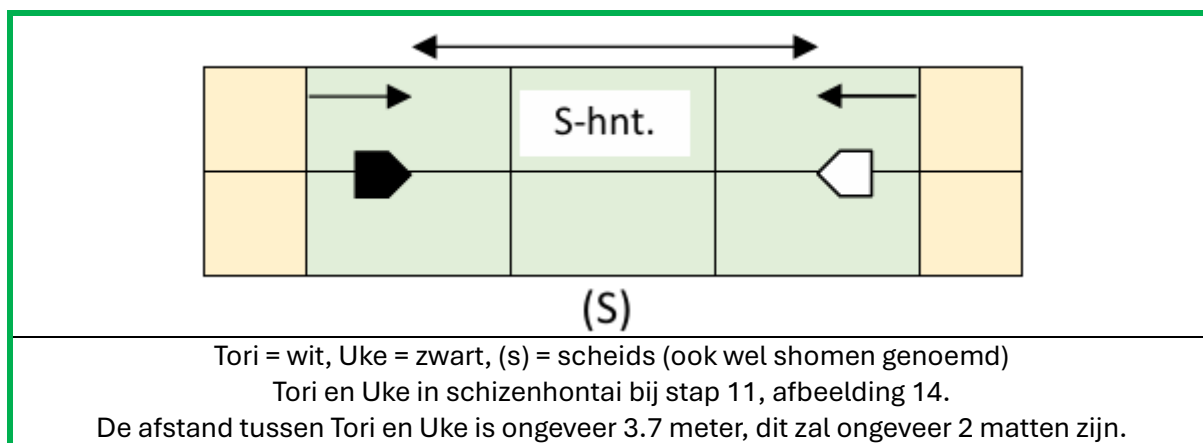 S-hnt.
(S)
Tori = wit, Uke = zwart, (s) = scheids (ook wel shomen genoemd)
Tori en Uke in schizenhontai bij stap 11, afbeelding 14.
De afstand tussen Tori en Uke is ongeveer 3.7 meter, dit zal ongeveer 2 matten zijn.